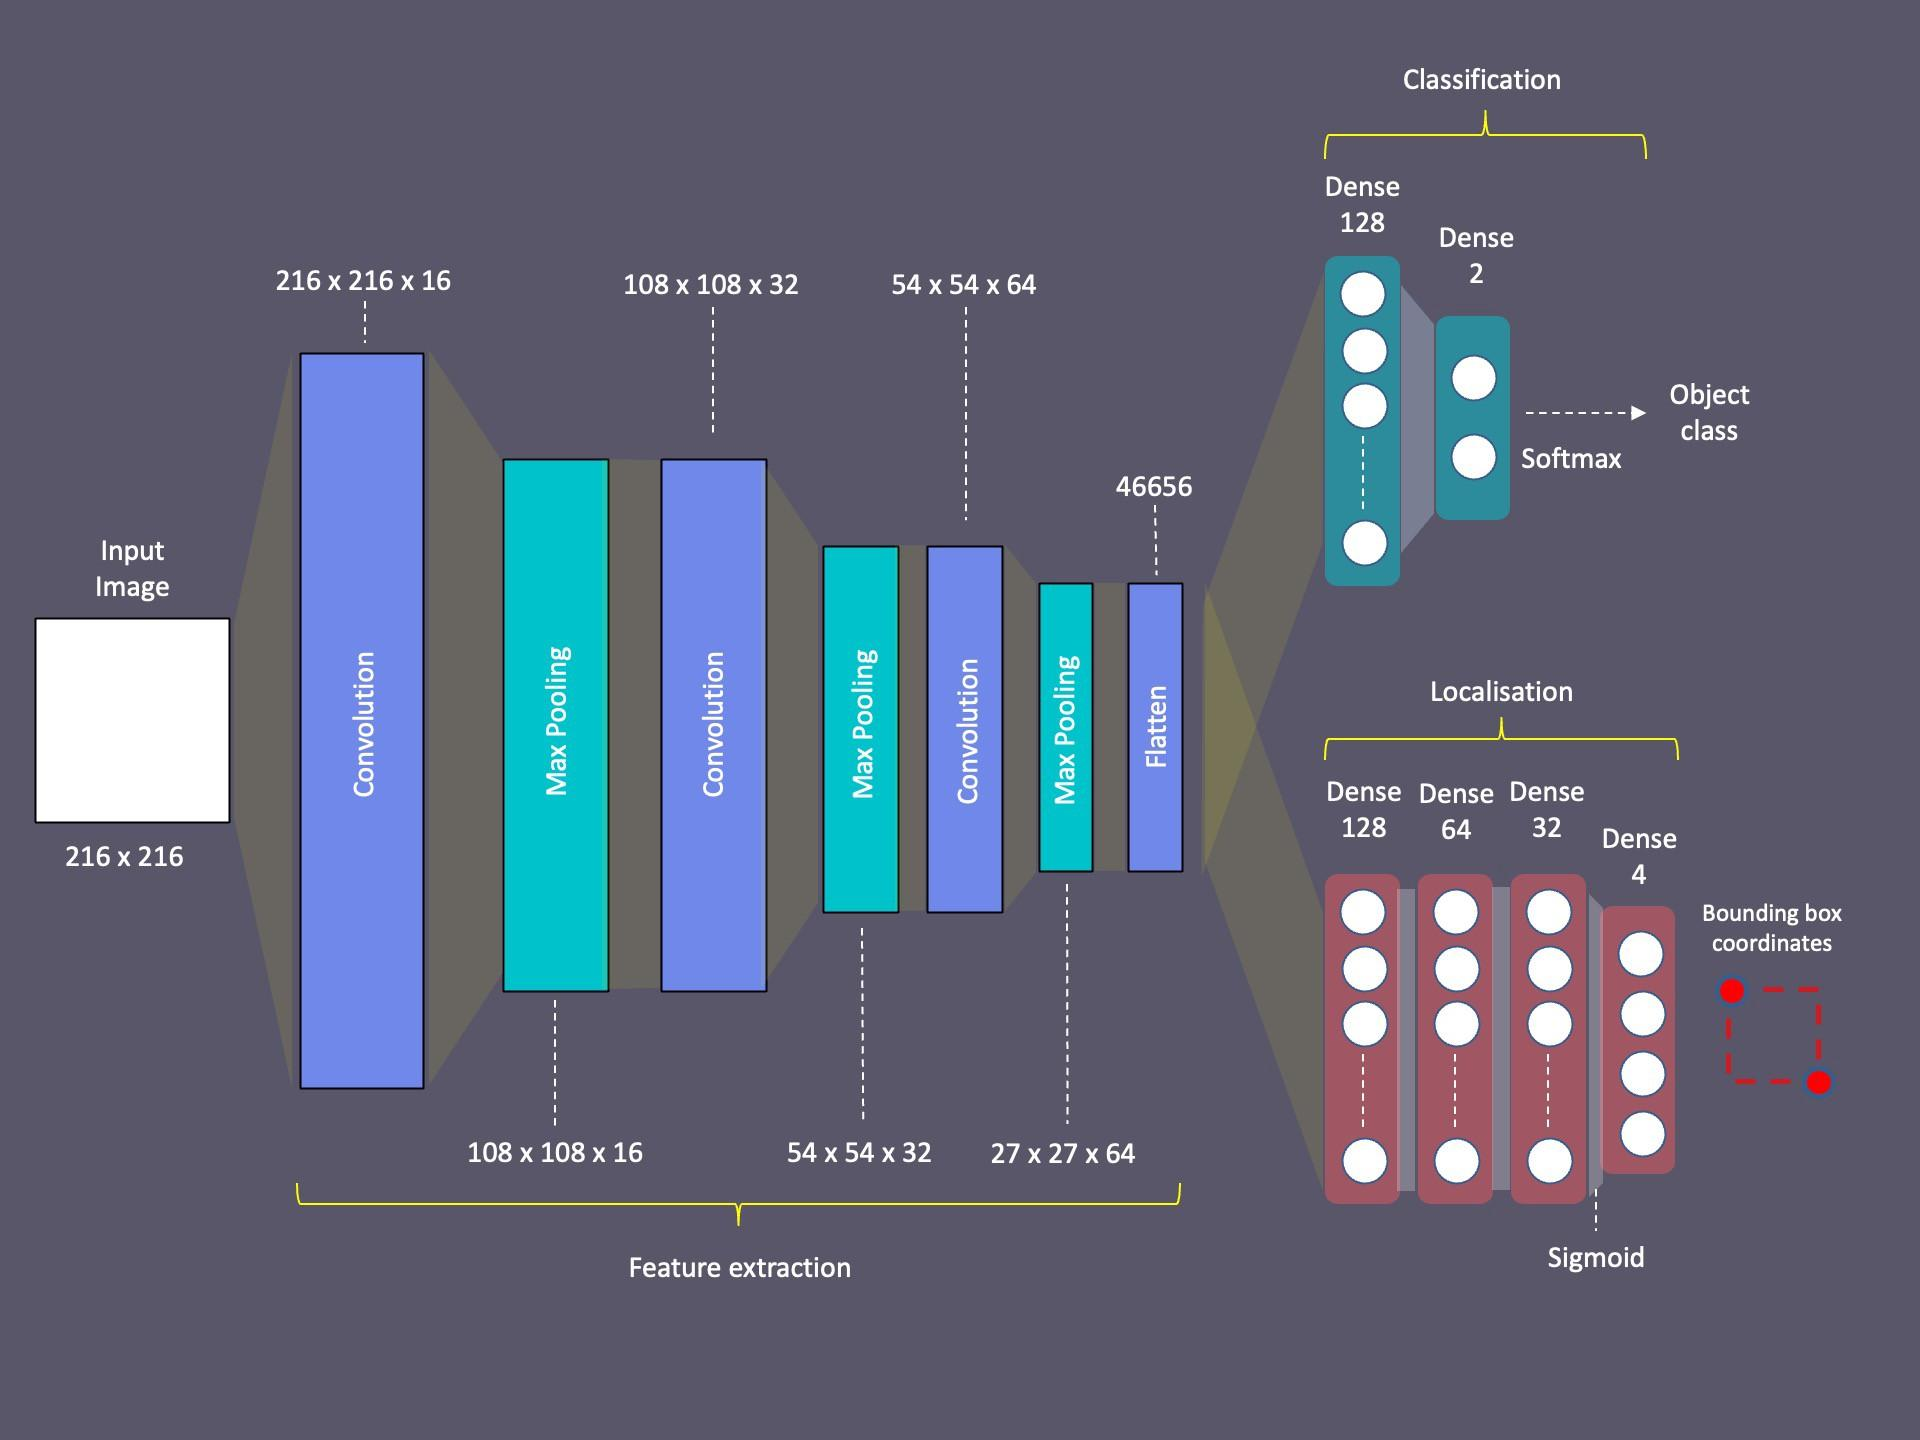 Classification
Dense
128
Dense
2
216 x 216 x 16
108 x 108 x 32
54 x 54 x 64
Object
class
Softmax
46656
Input
Image
216 x 216
Convolution
Max Pooling
Convolution
Max Pooling
Convolution
Max Pooling
Flatten
Localisation
Dense
128
Dense
64
Dense
32
Dense
4
Bounding box
coordinates
108 x 108 x 16
54 x 54 x 32
27 x 27 x 64
Sigmoid
Feature extraction